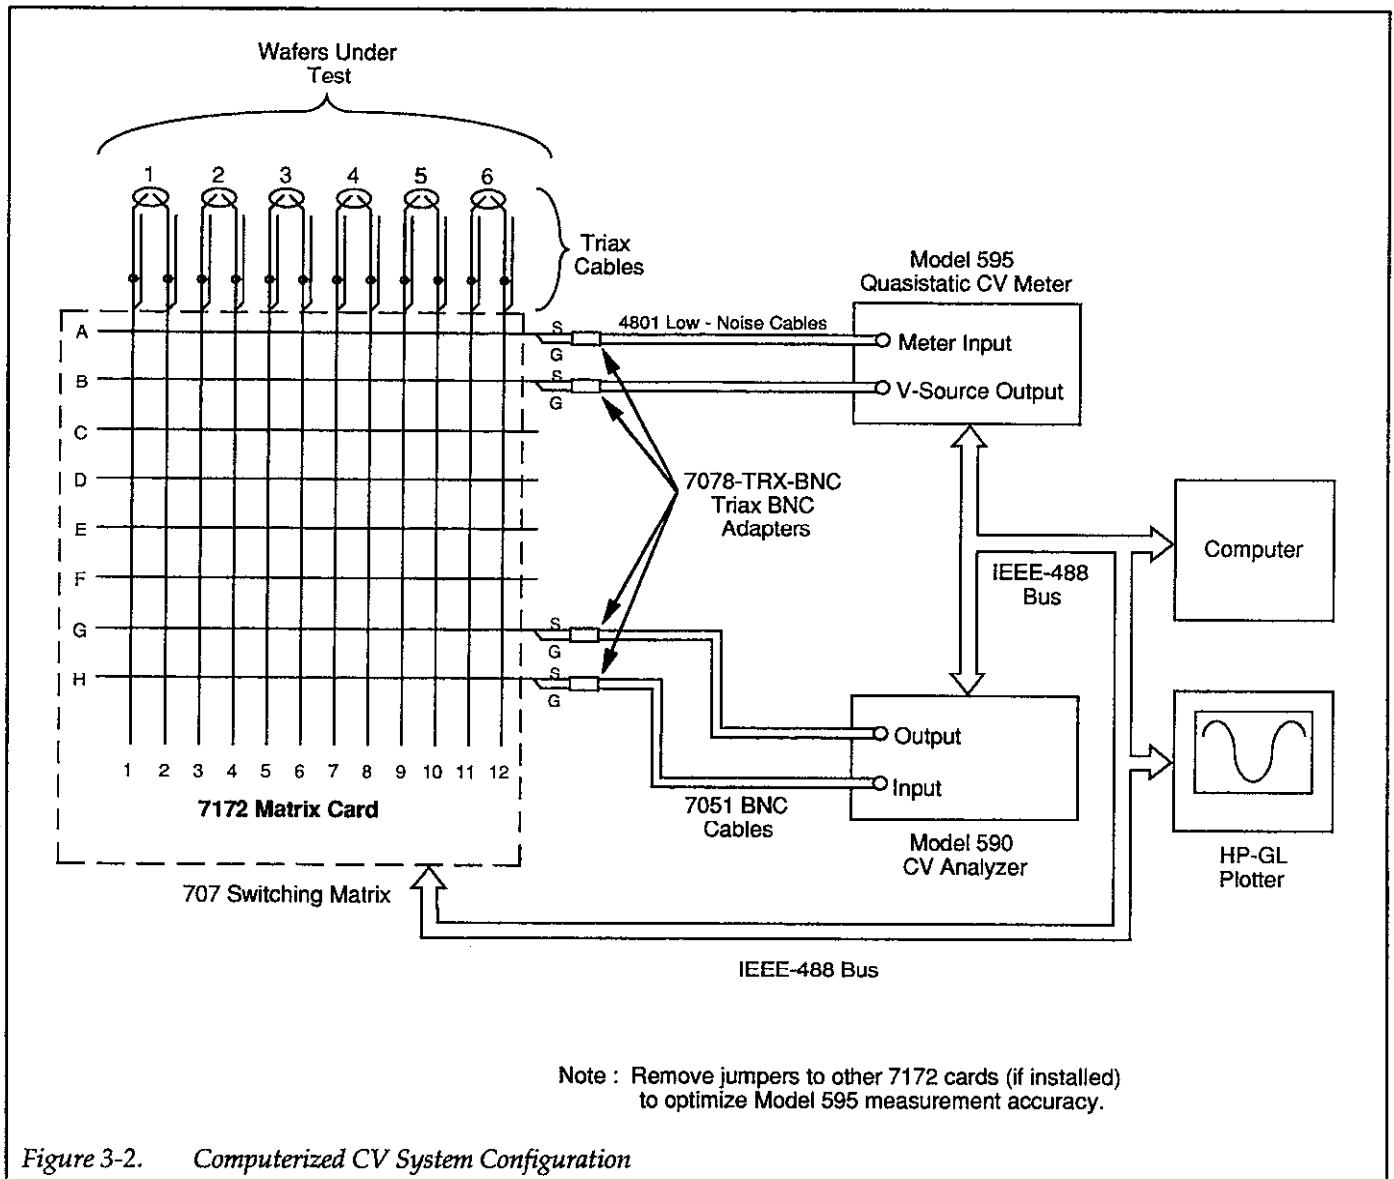 Wafers Under
Test
1 2 3 4 5 6
Triax
Cables
Model 595
Quasistatic CV Meter
A
S
4801 Low - Noise Cables
G
Meter Input
B
S
G
V-Source Output
C
D
7078-TRX-BNC
Triax BNC
Adapters
E
F
Computer
IEEE-488
Bus
G
S
G
H
S
G
Output
Input
1 2 3 4 5 6 7 8 9 10 11 12
7172 Matrix Card
7051 BNC
Cables
Model 590
CV Analyzer
HP-GL
Plotter
707 Switching Matrix
IEEE-488 Bus
Note : Remove jumpers to other 7172 cards (if installed)
to optimize Model 595 measurement accuracy.
Figure 3-2. Computerized CV System Configuration